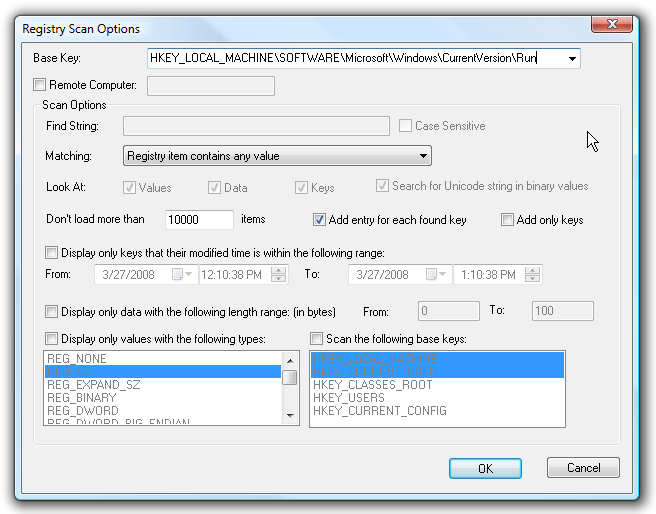 Registry Scan Options
Base Key: HKEY_LOCAL_MACHINE\SOFTWARE\Microsoft\Windows\CurrentVersion\Run
Remote Computer:
Scan Options
Find String: Case Sensitive
Matching: Registry item contains any value
Look At: Values Data Keys Search for Unicode string in binary values
Don't load more than 10000 items Add entry for each found key Add only keys
Display only keys that their modified time is within the following range:
From: 3/27/2008 12:10:38 PM To: 3/27/2008 1:10:38 PM
Display only data with the following length range: (in bytes) From: 0 To: 100
Display only values with the following types: Scan the following base keys:
REG_NONE HKEY_LOCAL_MACHINE
HKEY_CURRENT_USER
REG_EXPAND_SZ HKEY_CLASSES_ROOT
REG_BINARY HKEY_USERS
REG_DWORD HKEY_CURRENT_CONFIG
REG_DWORD_BIG_ENDIAN
OK Cancel